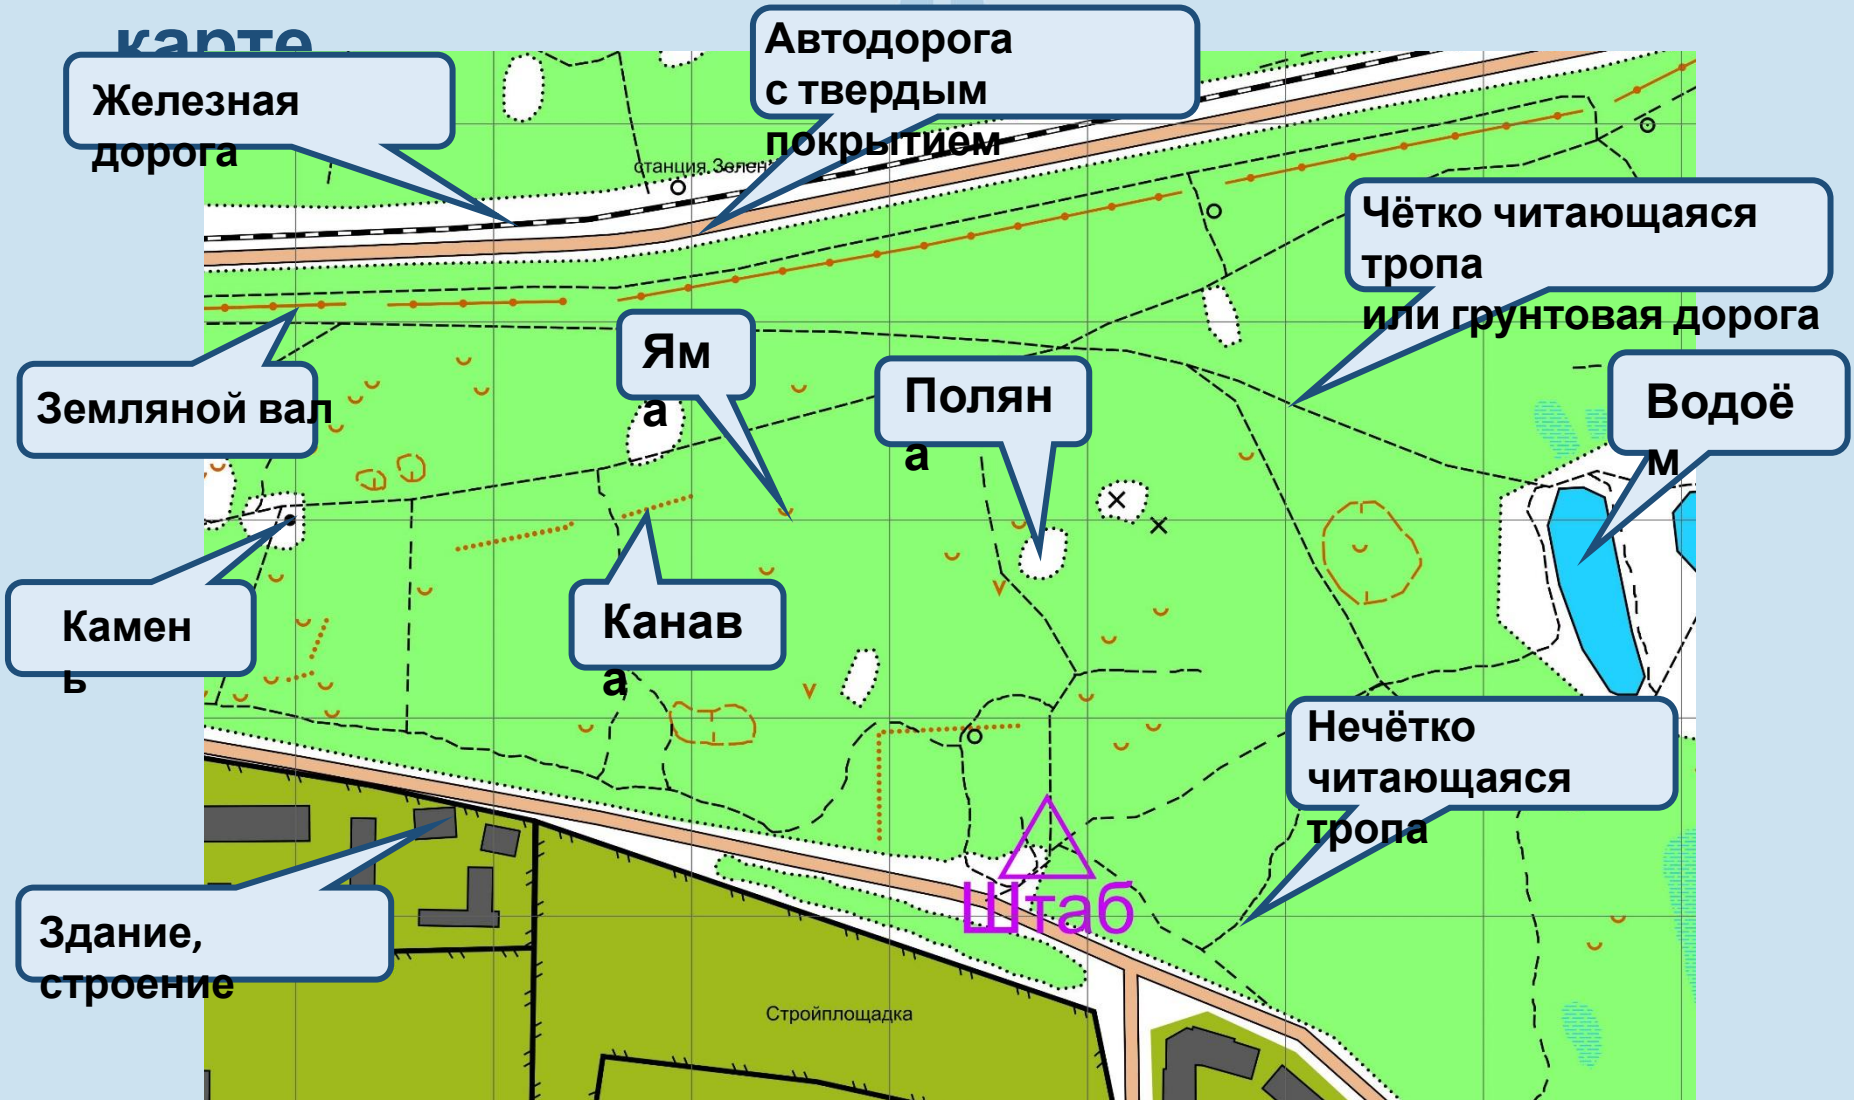 карте
Железная
дорога
Автодорога
с твердым
покрытием
станция Зелен
Чётко читающаяся
тропа
или грунтовая дорога
Ям
а
Полян
а
Водоё
м
Земляной вал
Камен
ь
Канав
а
Нечётко
читающаяся
тропа
Штаб
Здание,
строение
Стройплощадка